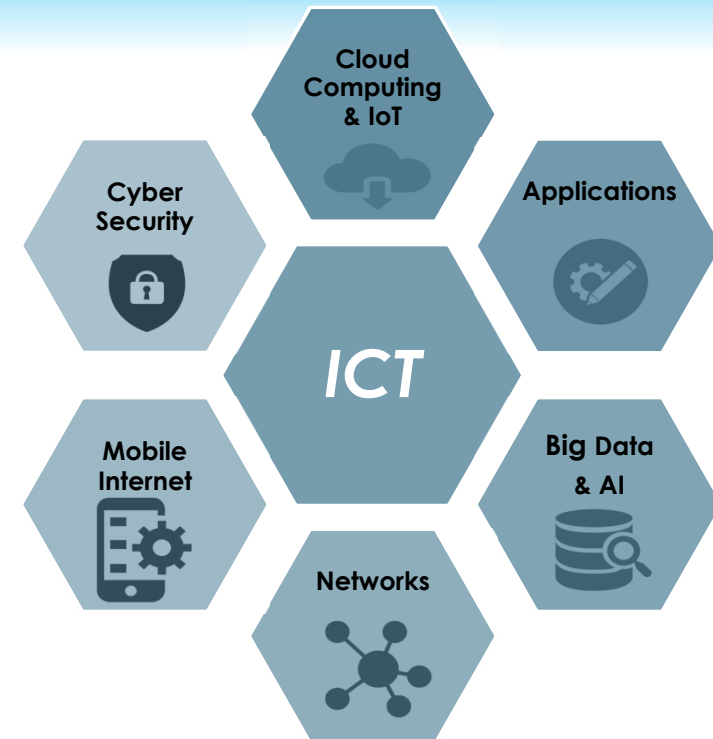 Cloud
Computing
& IoT
Cyber
Security
Applications
ICT
Mobile
Internet
Big Data
& AI
Networks